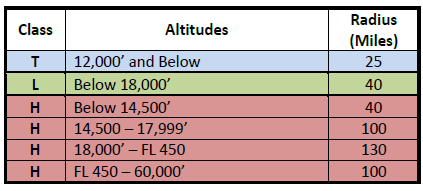 Class Altitudes Radius (Miles)
T 12,000’ and Below 25
L Below 18,000’ 40
H Below 14,500’ 40
H 14,500 – 17,999’ 100
H 18,000’ – FL 450 130
H FL 450 – 60,000’ 100